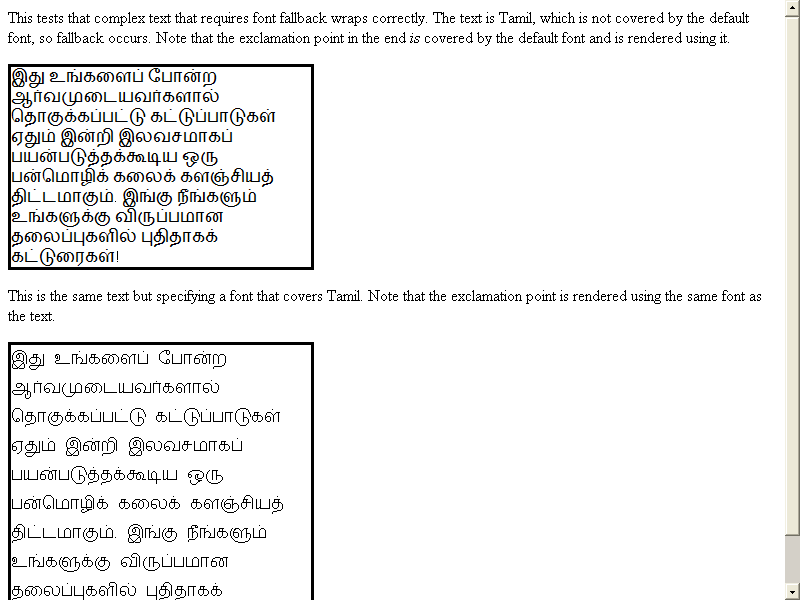 This tests that complex text that requires font fallback wraps correctly. The text is Tamil, which is not covered by the default
font, so fallback occurs. Note that the exclamation point in the end is covered by the default font and is rendered using it.
இது உங்களைப் போன்ற
ஆர்வமுடையவர்களால்
தொகுக்கப்பட்டு கட்டுப்பாடுகள்
ஏதும் இன்றி இலவசமாகப்
பயன்படுத்தக்கூடிய ஒரு
பன்மொழிக் கலைக் களஞ்சியத்
திட்டமாகும். இங்கு நீங்களும்
உங்களுக்கு விருப்பமான
தலைப்புகளில் புதிதாகக்
கட்டுரைகள்!
This is the same text but specifying a font that covers Tamil. Note that the exclamation point is rendered using the same font as
the text.
இது உங்களைப் போன்ற
ஆர்வமுடையவர்களால்
தொகுக்கப்பட்டு கட்டுப்பாடுகள்
ஏதும் இன்றி இலவசமாகப்
பயன்படுத்தக்கூடிய ஒரு
பன்மொழிக் கலைக் களஞ்சியத்
திட்டமாகும். இங்கு நீங்களும்
உங்களுக்கு விருப்பமான
தலைப்புகளில் புதிதாகக்